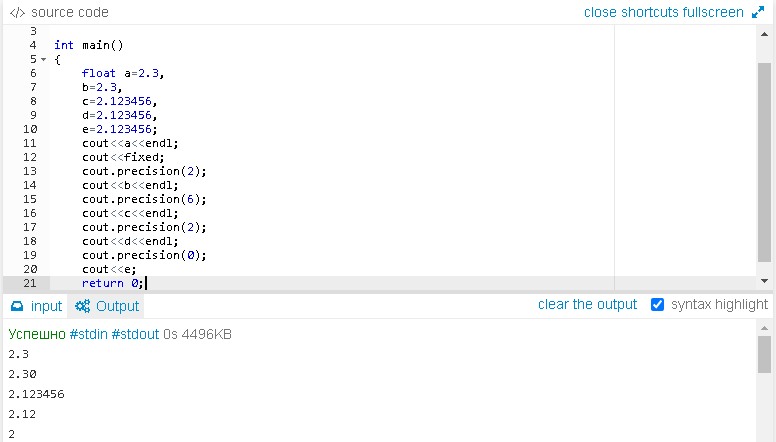 </> source code
close shortcuts fullscreen
3
4 int main()
5 {
6 float a=2.3,
7 b=2.3,
8 c=2.123456,
9 d=2.123456,
10 e=2.123456;
11 cout<<a<<endl;
12 cout<<fixed;
13 cout.precision(2);
14 cout<<b<<endl;
15 cout.precision(6);
16 cout<<c<<endl;
17 cout.precision(2);
18 cout<<d<<endl;
19 cout.precision(0);
20 cout<<e;
21 return 0;
input Output
clear the output syntax highlight
Успешно #stdin #stdout 0s 4496KB
2.3
2.30
2.123456
2.12
2